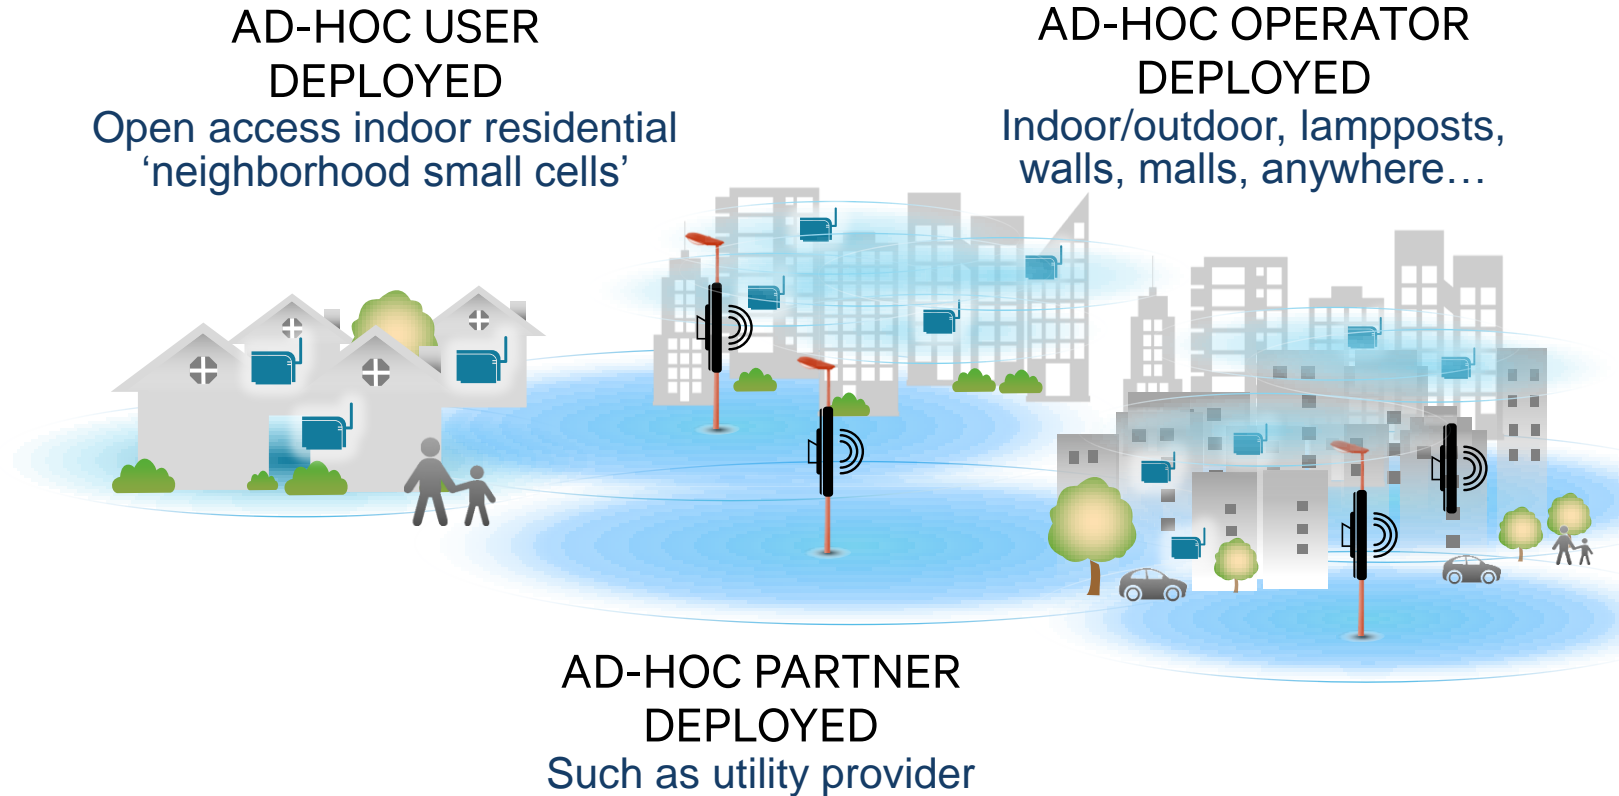 AD-HOC USER
DEPLOYED
Open access indoor residential
‘neighborhood small cells’
AD-HOC OPERATOR
DEPLOYED
Indoor/outdoor, lampposts,
walls, malls, anywhere…
AD-HOC PARTNER
DEPLOYED
Such as utility provider